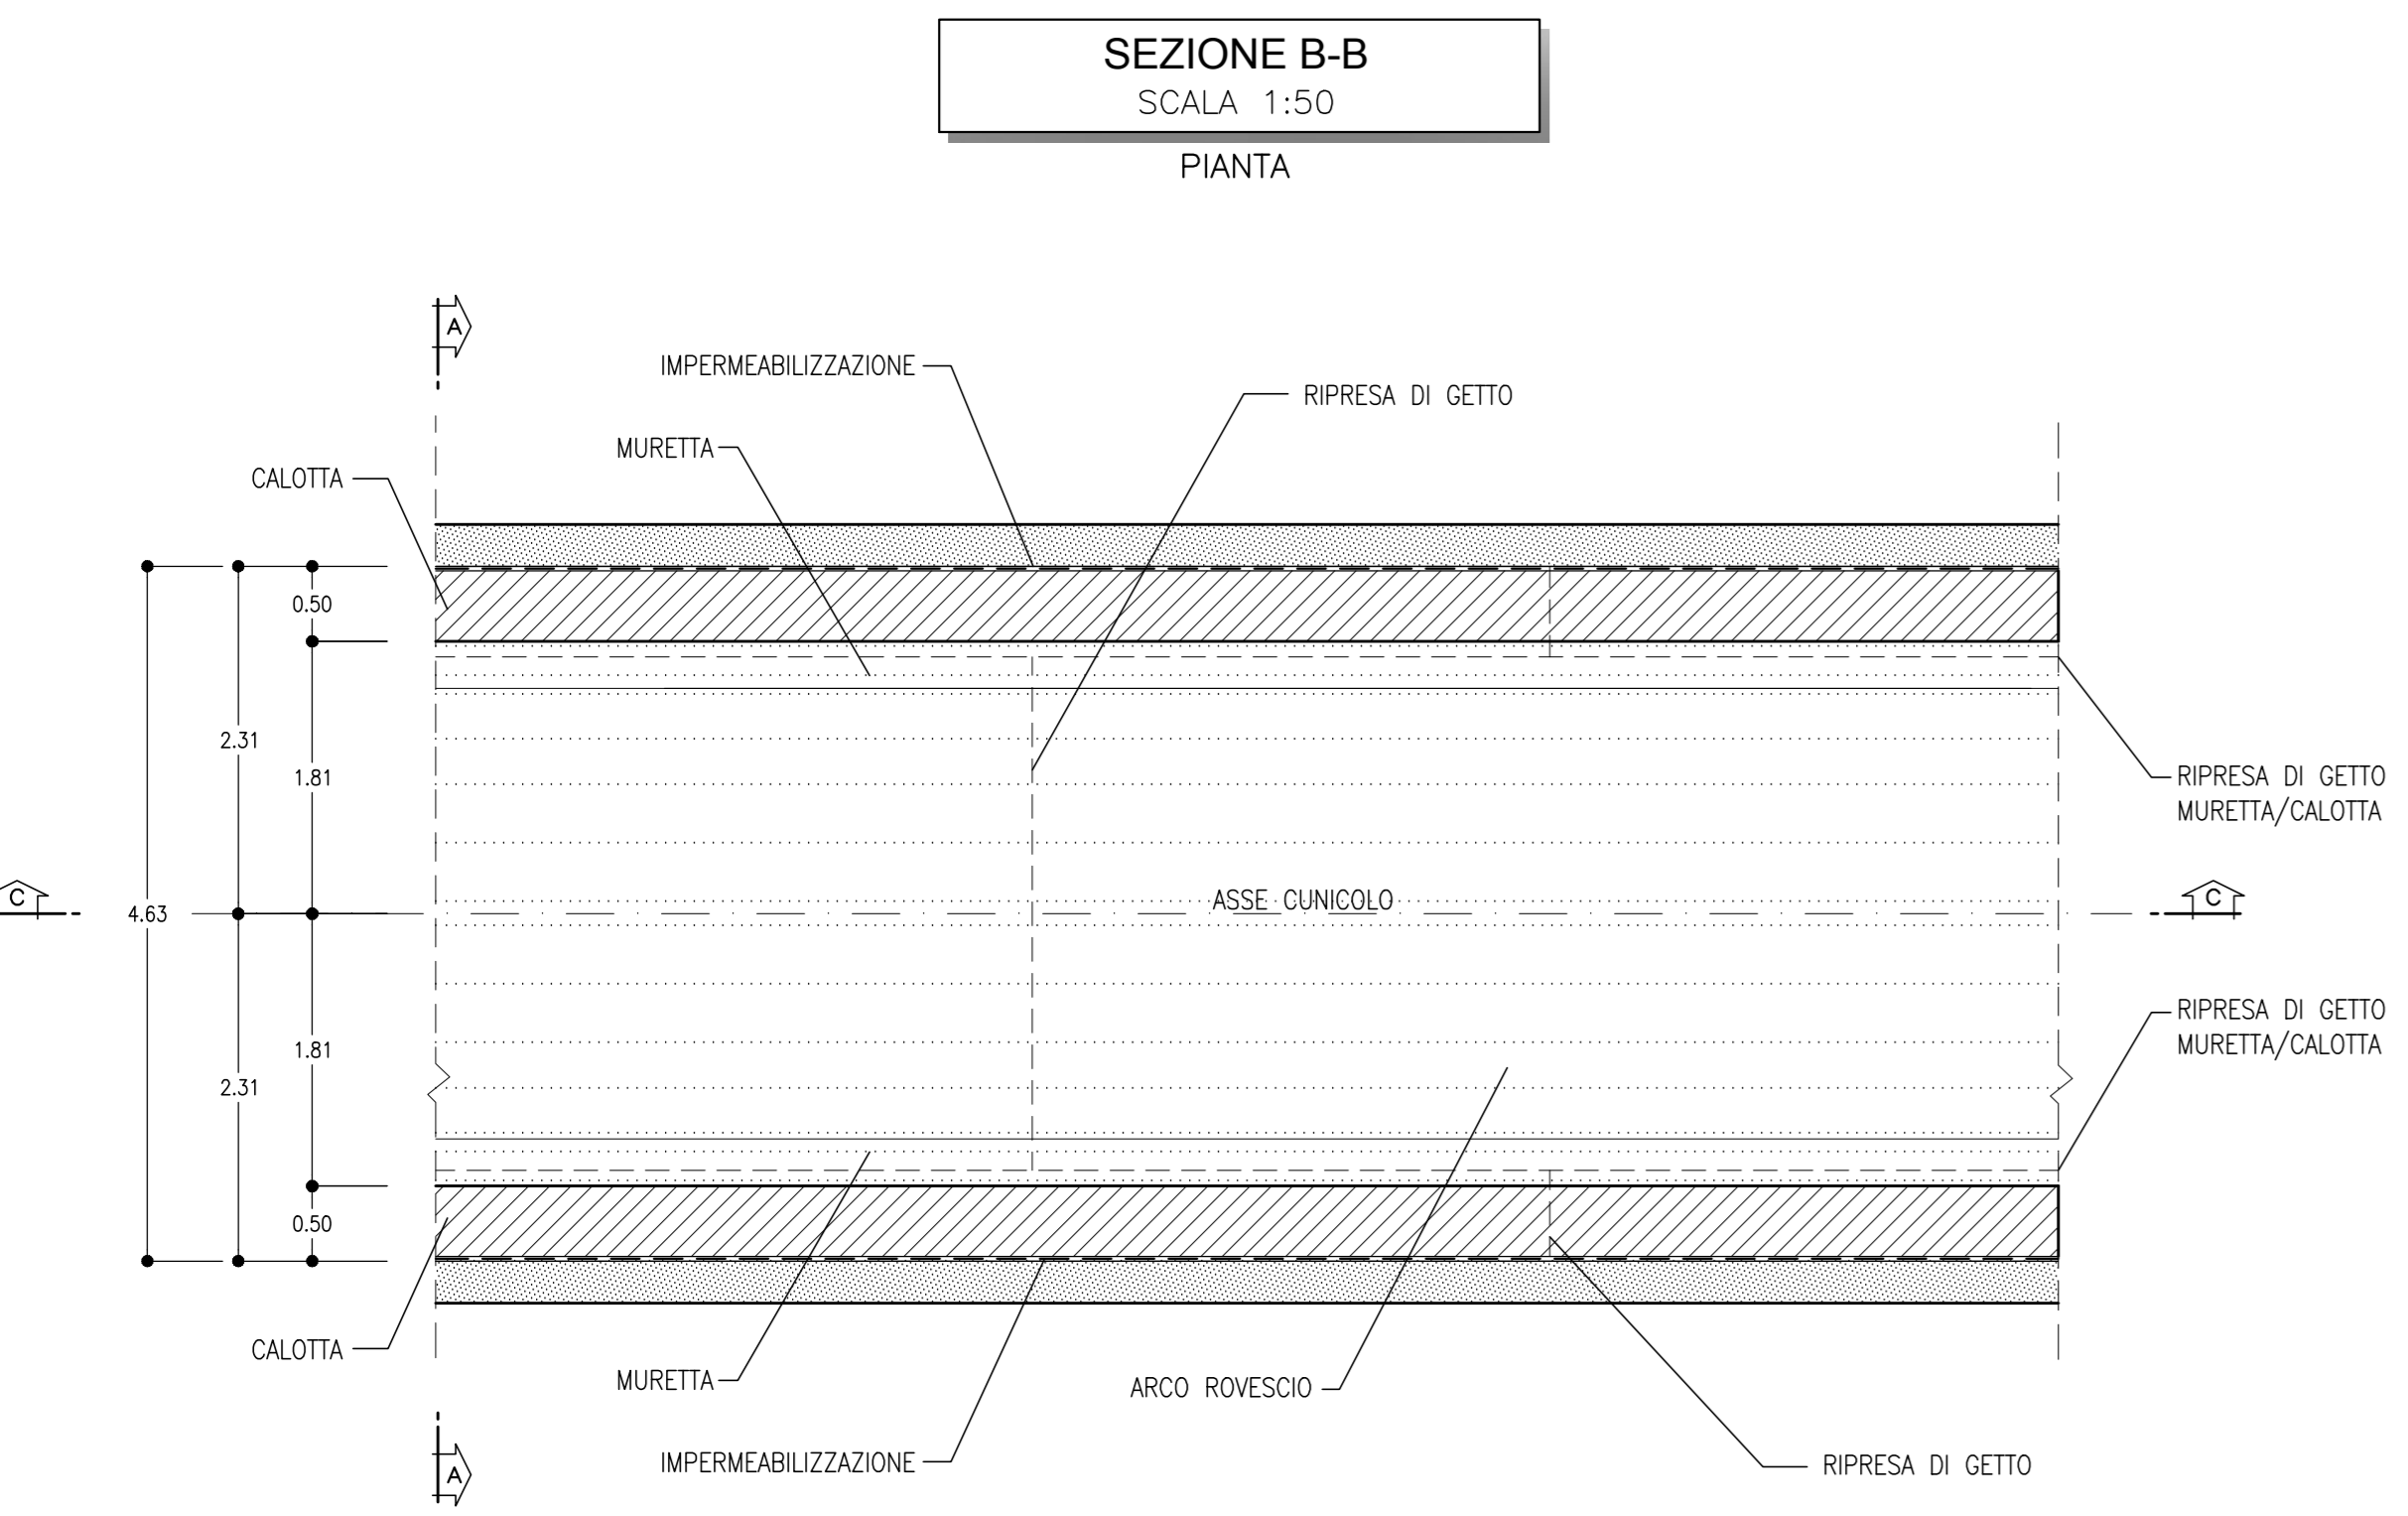 SEZIONE B-B
SCALA 1:50
PIANTA
A
IMPERMEABILIZZAZIONE
RIPRESA DI GETTO
MURETTA
CALOTTA
0.50
2.31
1.81
RIPRESA DI GETTO
MURETTA/CALOTTA
C
4.63
ASSE CUNICOLO
C
1.81
2.31
RIPRESA DI GETTO
MURETTA/CALOTTA
0.50
CALOTTA
MURETTA
ARCO ROVESCIO
IMPERMEABILIZZAZIONE
RIPRESA DI GETTO
A